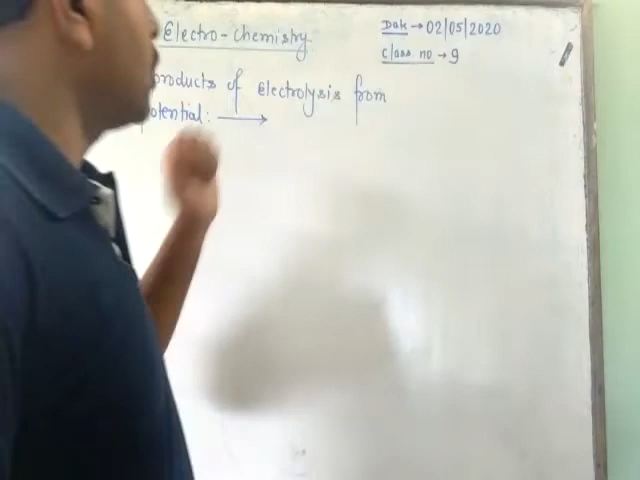 Electro-chemistry
Date → 02/05/2020
Class no → 9
products of Electrolysis from
potential: →